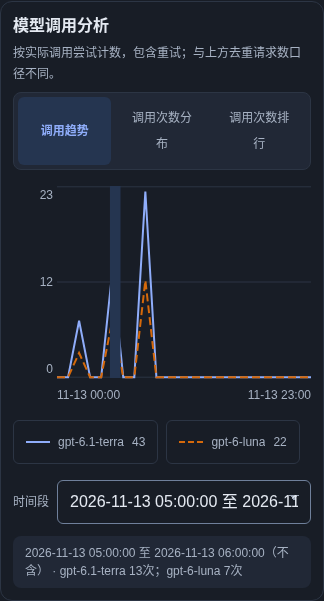 模型调用分析
按实际调用尝试计数，包含重试；与上方去重请求数口
径不同。
调用趋势
调用次数分
布
调用次数排
行
23
12
0
11-13 00:00
11-13 23:00
gpt-6.1-terra 43
gpt-6-luna 22
时间段
2026-11-13 05:00:00 至 2026-11
2026-11-13 05:00:00 至 2026-11-13 06:00:00（不
含） · gpt-6.1-terra 13次；gpt-6-luna 7次